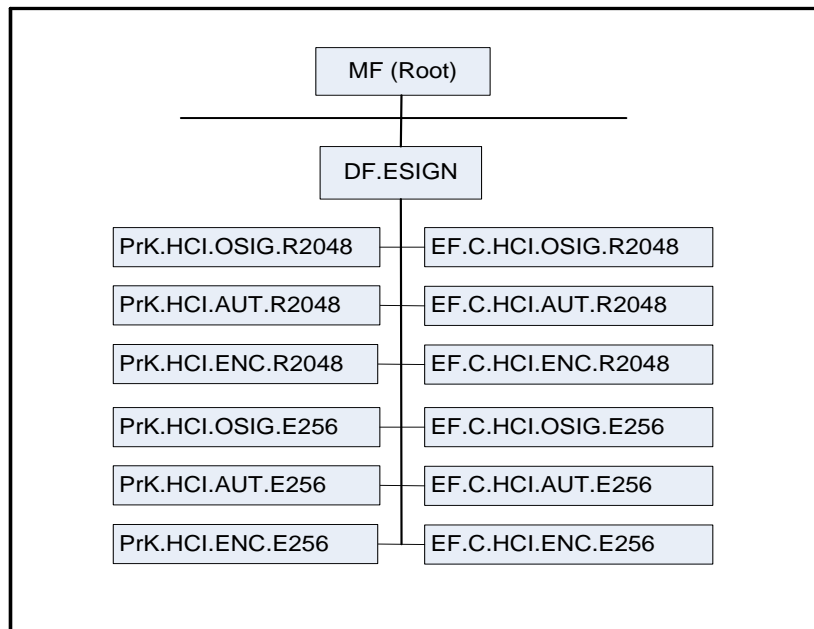 MF (Root)
DF.ESIGN
PrK.HCI.OSIG.R2048 EF.C.HCI.OSIG.R2048
PrK.HCI.AUT.R2048 EF.C.HCI.AUT.R2048
PrK.HCI.ENC.R2048 EF.C.HCI.ENC.R2048
PrK.HCI.OSIG.E256 EF.C.HCI.OSIG.E256
PrK.HCI.AUT.E256 EF.C.HCI.AUT.E256
PrK.HCI.ENC.E256 EF.C.HCI.ENC.E256